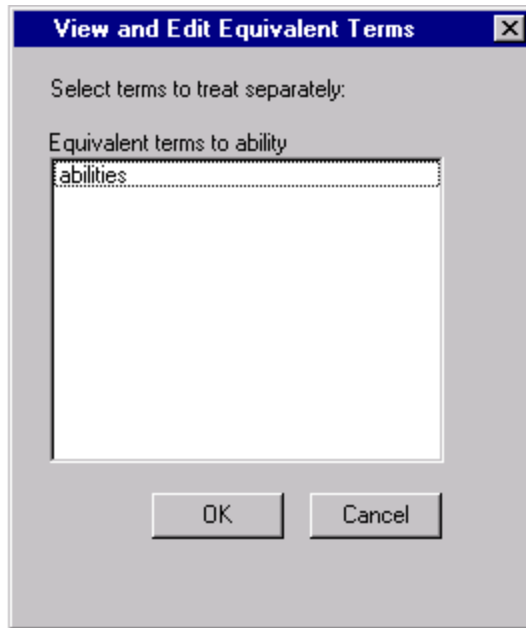 View and Edit Equivalent Terms
Select terms to treat separately:
Equivalent terms to ability
abilities
OK
Cancel